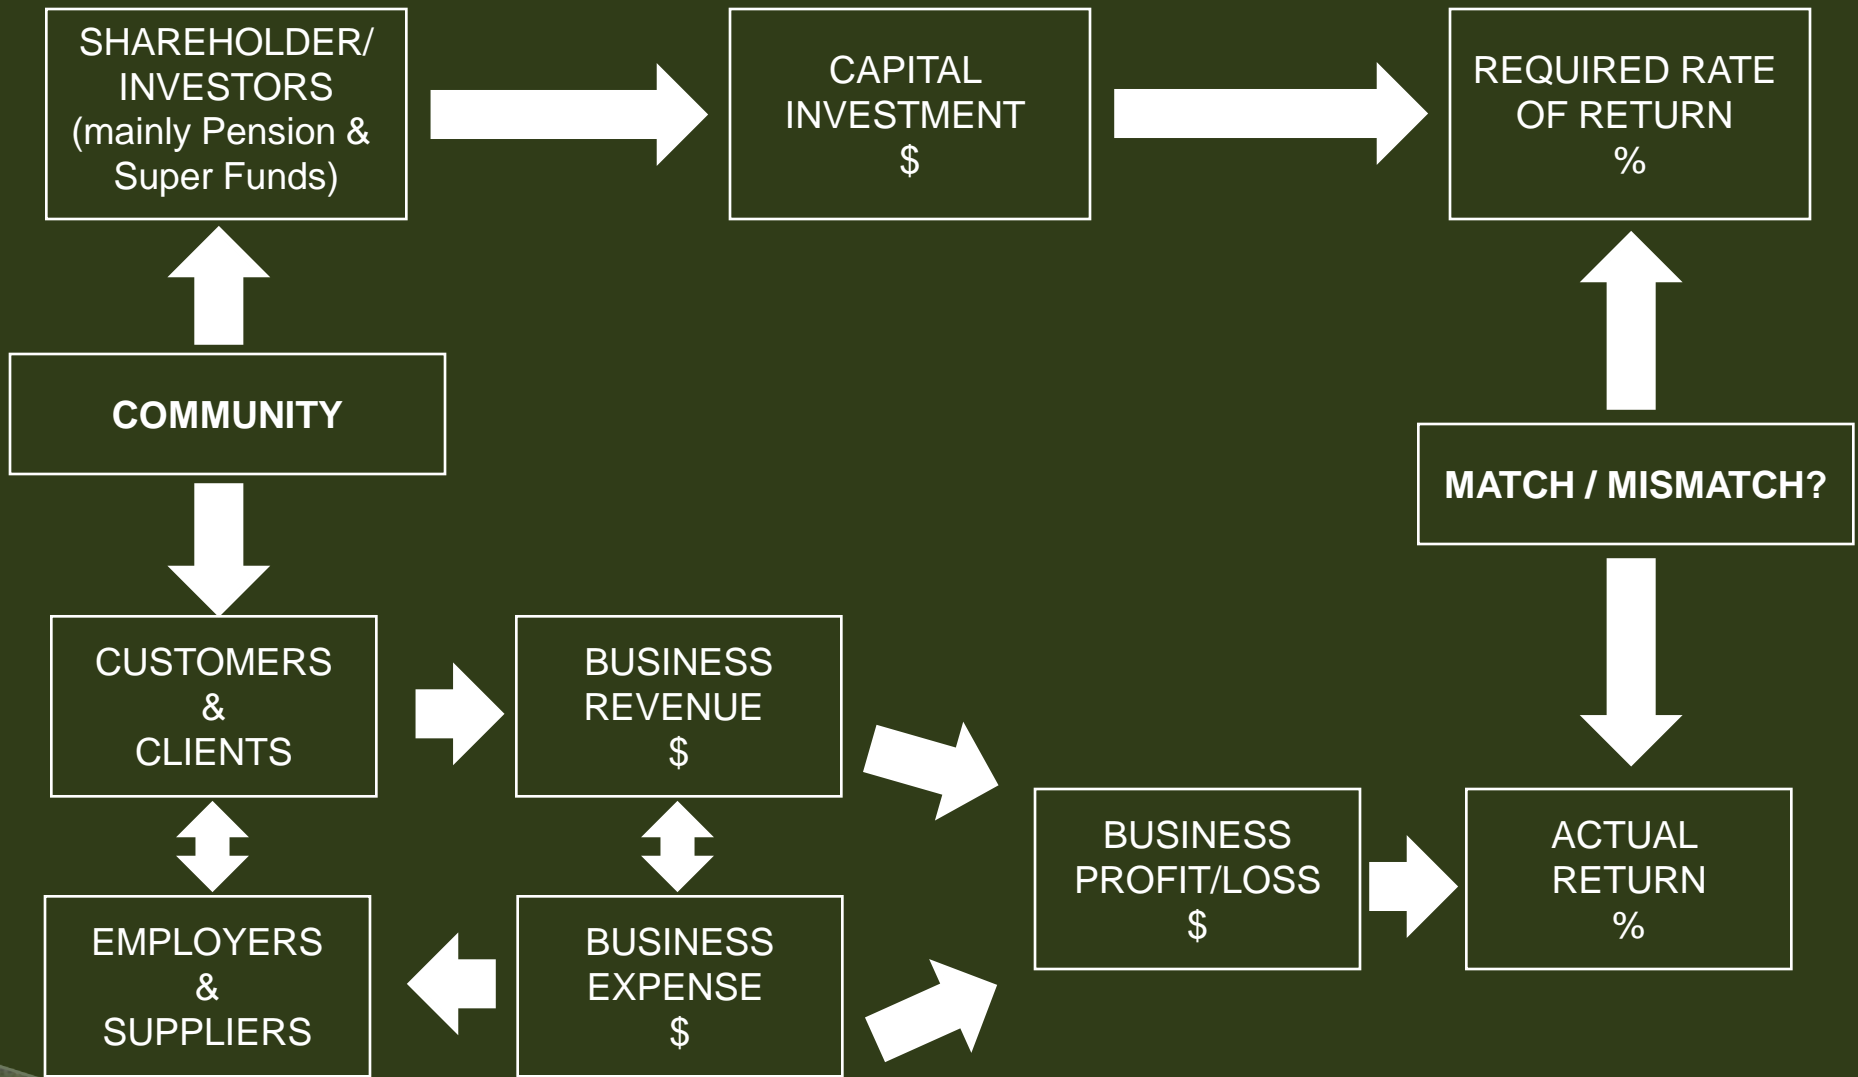 SHAREHOLDER/
INVESTORS
(mainly Pension &
Super Funds)
CAPITAL
INVESTMENT
$
REQUIRED RATE
OF RETURN
%
COMMUNITY
MATCH / MISMATCH?
CUSTOMERS
&
CLIENTS
BUSINESS
REVENUE
$
EMPLOYERS
&
SUPPLIERS
BUSINESS
EXPENSE
$
BUSINESS
PROFIT/LOSS
$
ACTUAL
RETURN
%